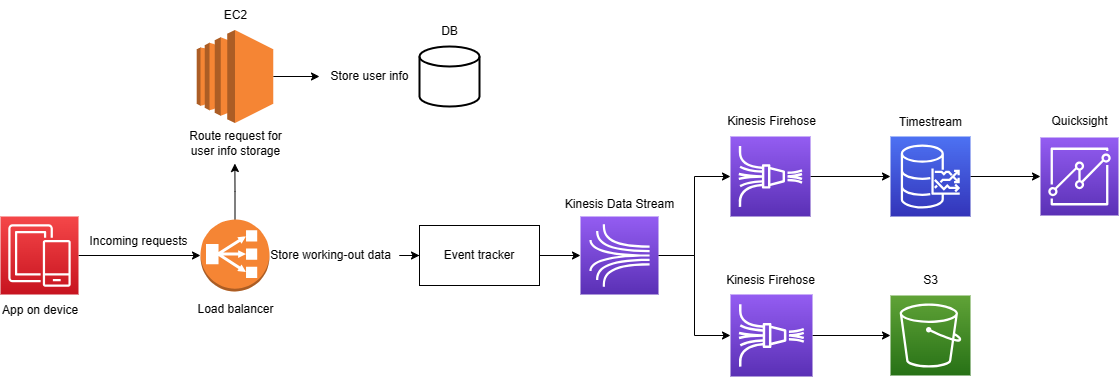 EC2
DB
Store user info
Route request for
user info storage
Kinesis Firehose
Timestream
Quicksight
Kinesis Data Stream
Incoming requests
Store working-out data
Event tracker
App on device
Load balancer
Kinesis Firehose
S3